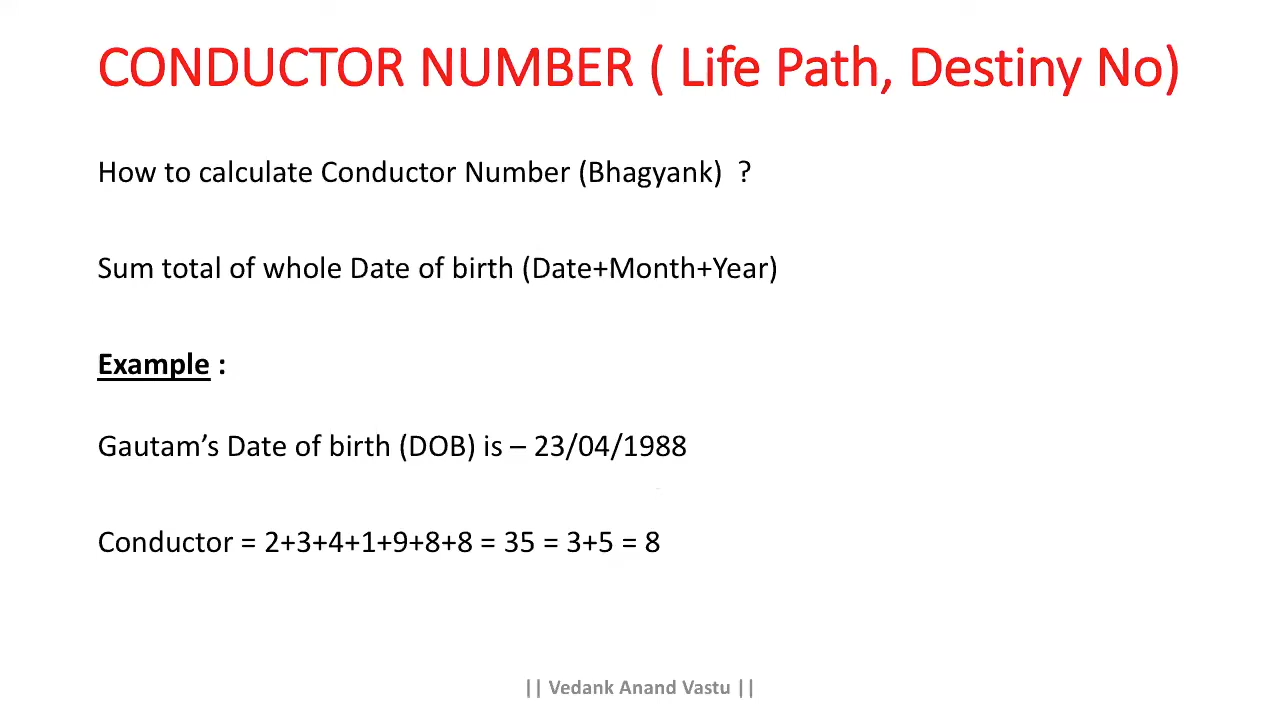 CONDUCTOR NUMBER ( Life Path, Destiny No)
How to calculate Conductor Number (Bhagyank)  ?
Sum total of whole Date of birth (Date+Month+Year)
Example :
Gautam’s Date of birth (DOB) is – 23/04/1988
Conductor = 2+3+4+1+9+8+8 = 35 = 3+5 = 8
|| Vedank Anand Vastu ||